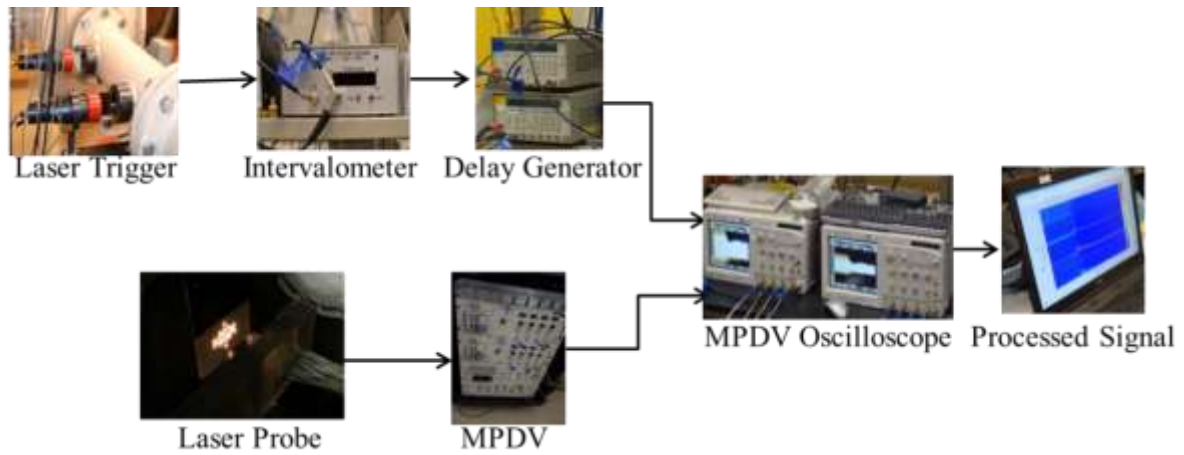 Laser Trigger
Intervalometer
Delay Generator
MPDV Oscilloscope
Processed Signal
Laser Probe
MPDV